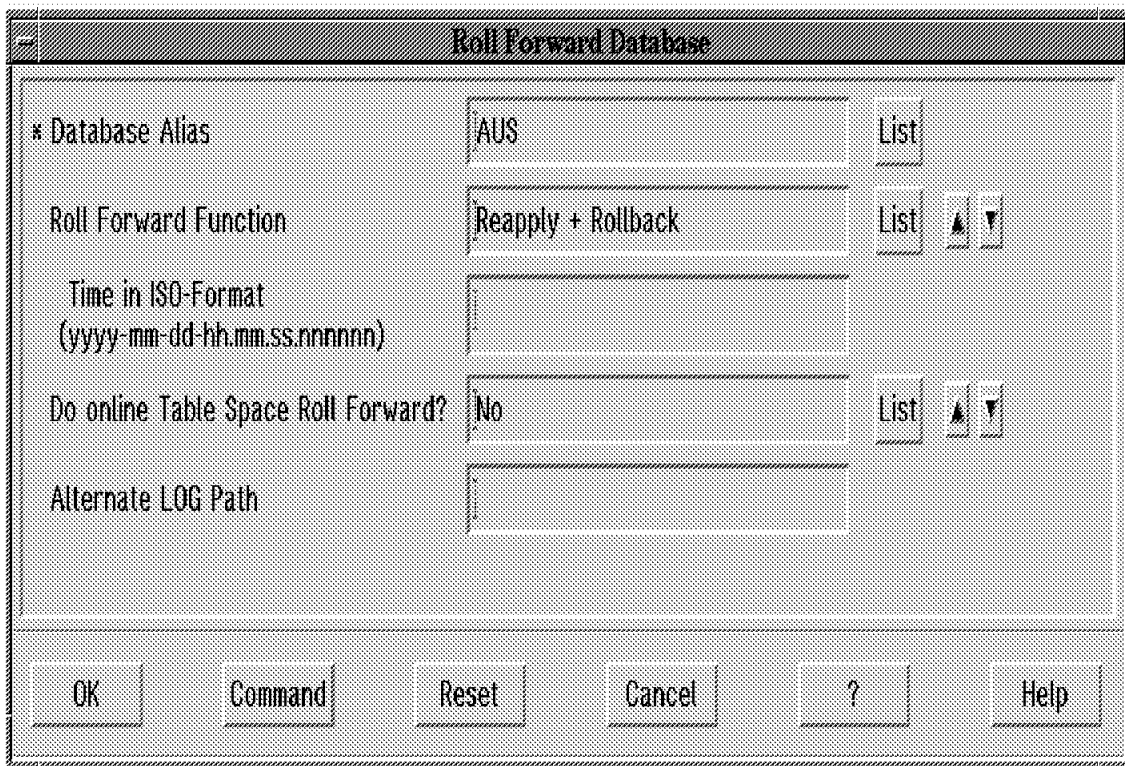 Roll Forward Database
* Database Alias AUS List
Roll Forward Function Reapply + Rollback List ▲ ▼
Time in ISO-Format
(yyyy-mm-dd-hh.mm.ss.nnnnnn)
Do online Table Space Roll Forward? No List ▲ ▼
Alternate LOG Path
OK Command Reset Cancel ? Help